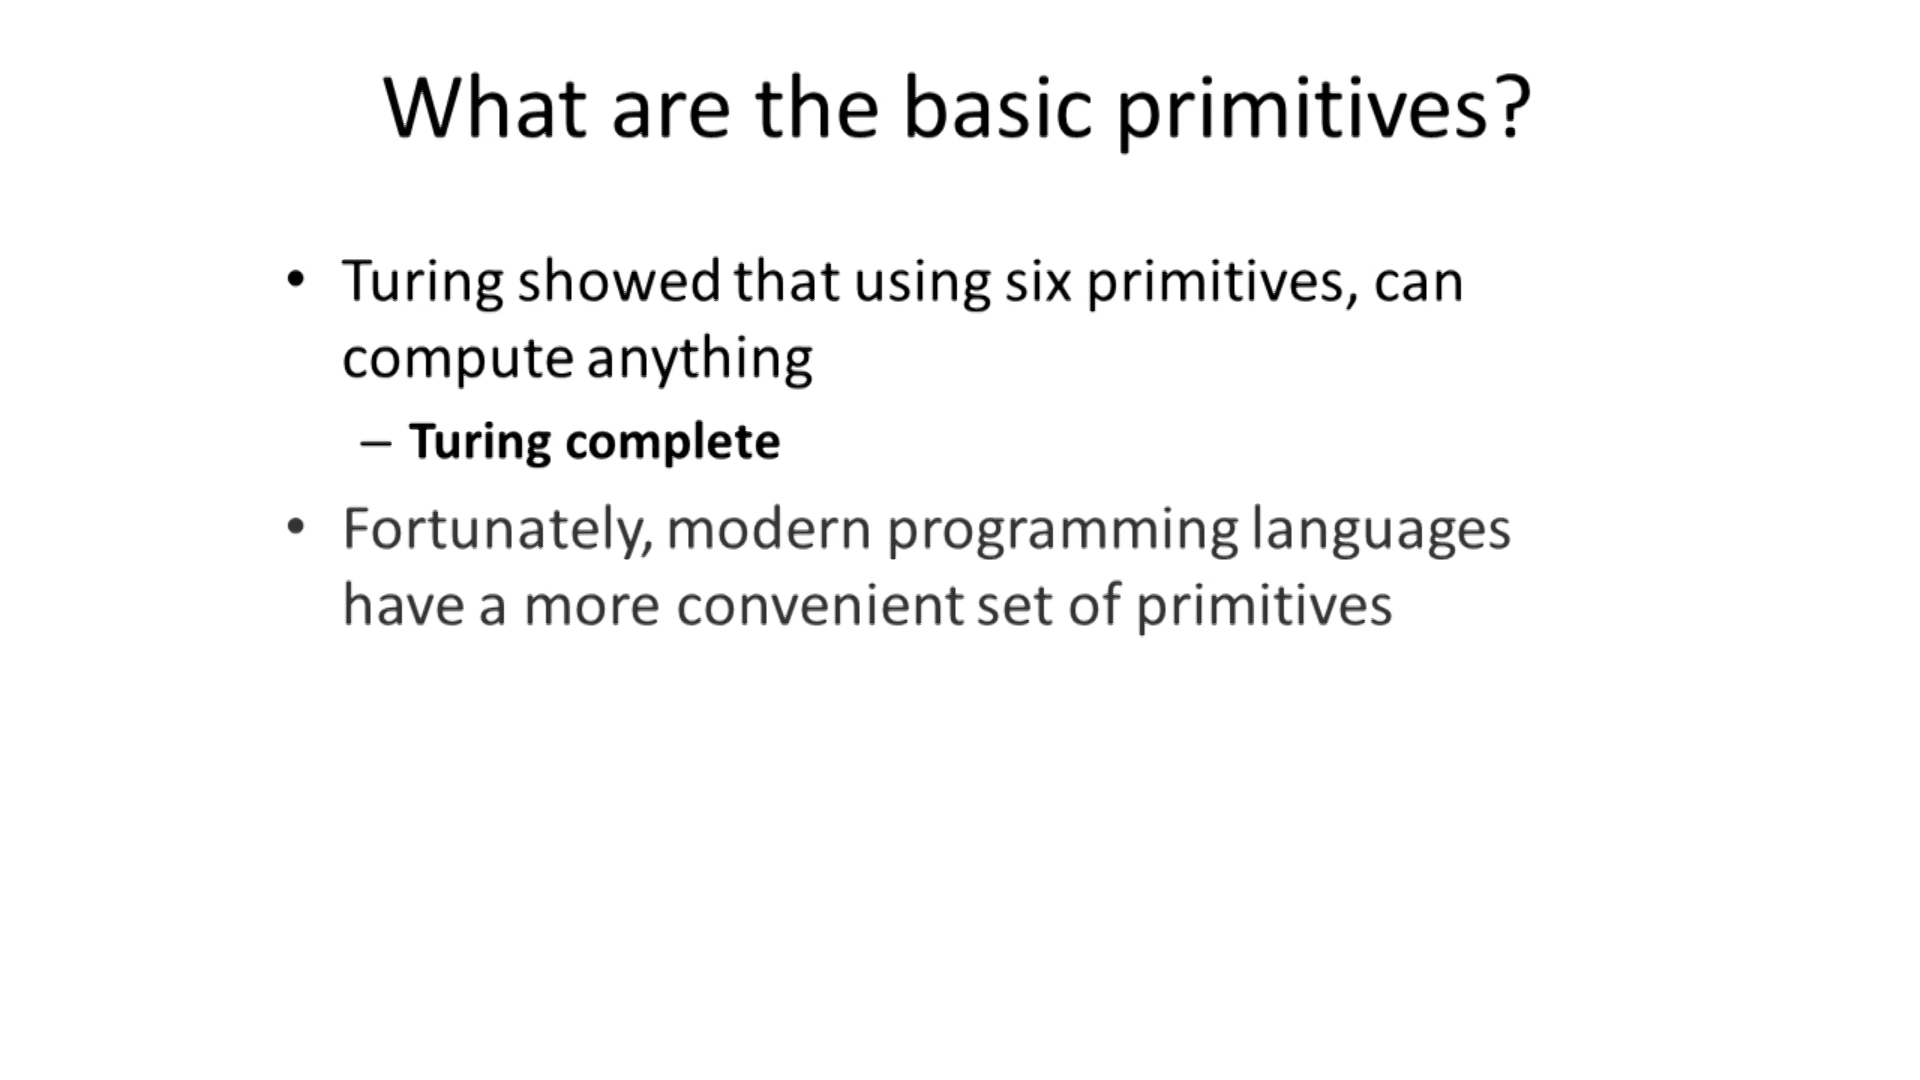 What are the basic primitives?
• Turing showed that using six primitives, can
compute anything
– Turing complete
• Fortunately, modern programming languages
have a more convenient set of primitives